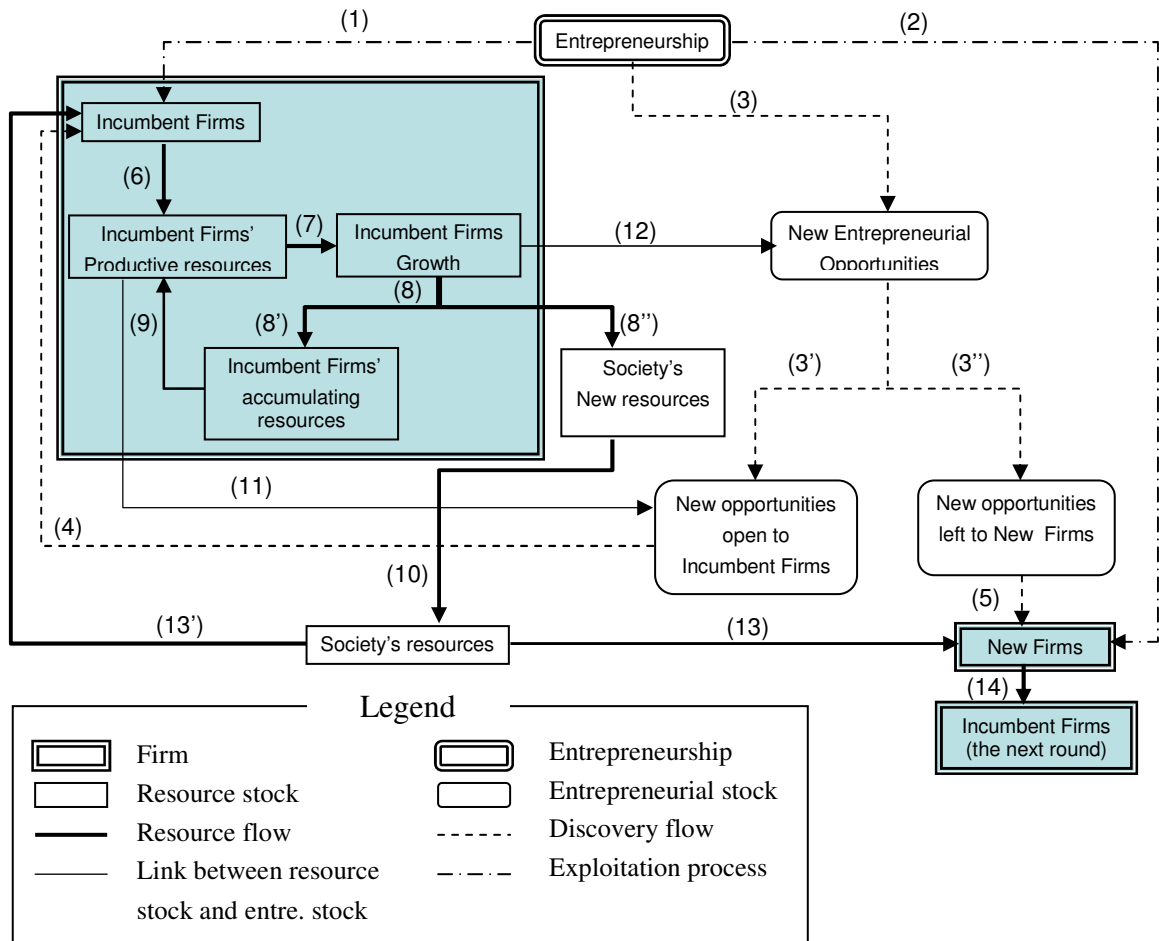 (1)
Entrepreneurship
(2)
(3)
Incumbent Firms
(6)
Incumbent Firms’
Productive resources
(7)
Incumbent Firms
Growth
(12)
New Entrepreneurial
Opportunities
(8)
(9)
(8’)
(8’’)
Incumbent Firms’
accumulating
resources
Society’s
New resources
(3’)
(3’’)
(11)
(4)
New opportunities
open to
Incumbent Firms
New opportunities
left to New Firms
(10)
(5)
(13’)
Society’s resources
(13)
New Firms
(14)
Incumbent Firms
(the next round)
Legend
Firm
Resource stock
Resource flow
Link between resource
stock and entre. stock
Entrepreneurship
Entrepreneurial stock
Discovery flow
Exploitation process